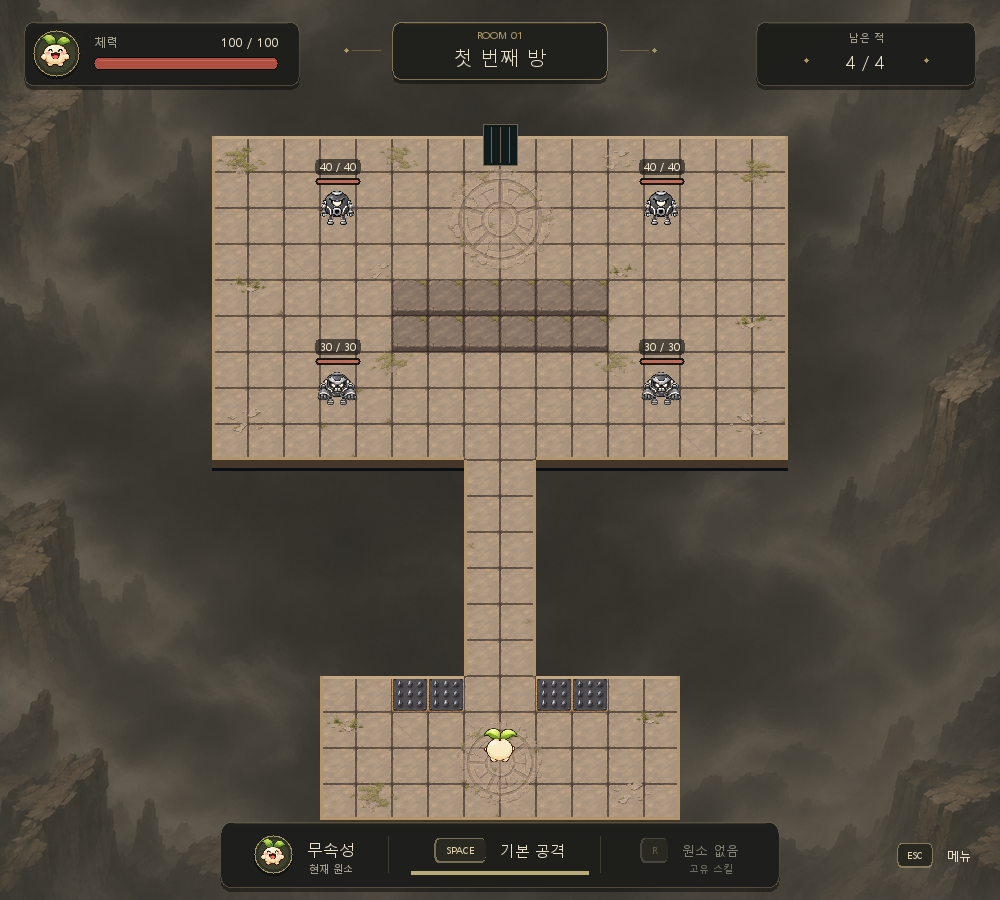 체력
100 / 100
ROOM 01
첫 번째 방
남은 적
4 / 4
40 / 40
40 / 40
30 / 30
30 / 30
무속성
현재 원소
SPACE
기본 공격
R
원소 없음
고유 스킬
ESC
메뉴